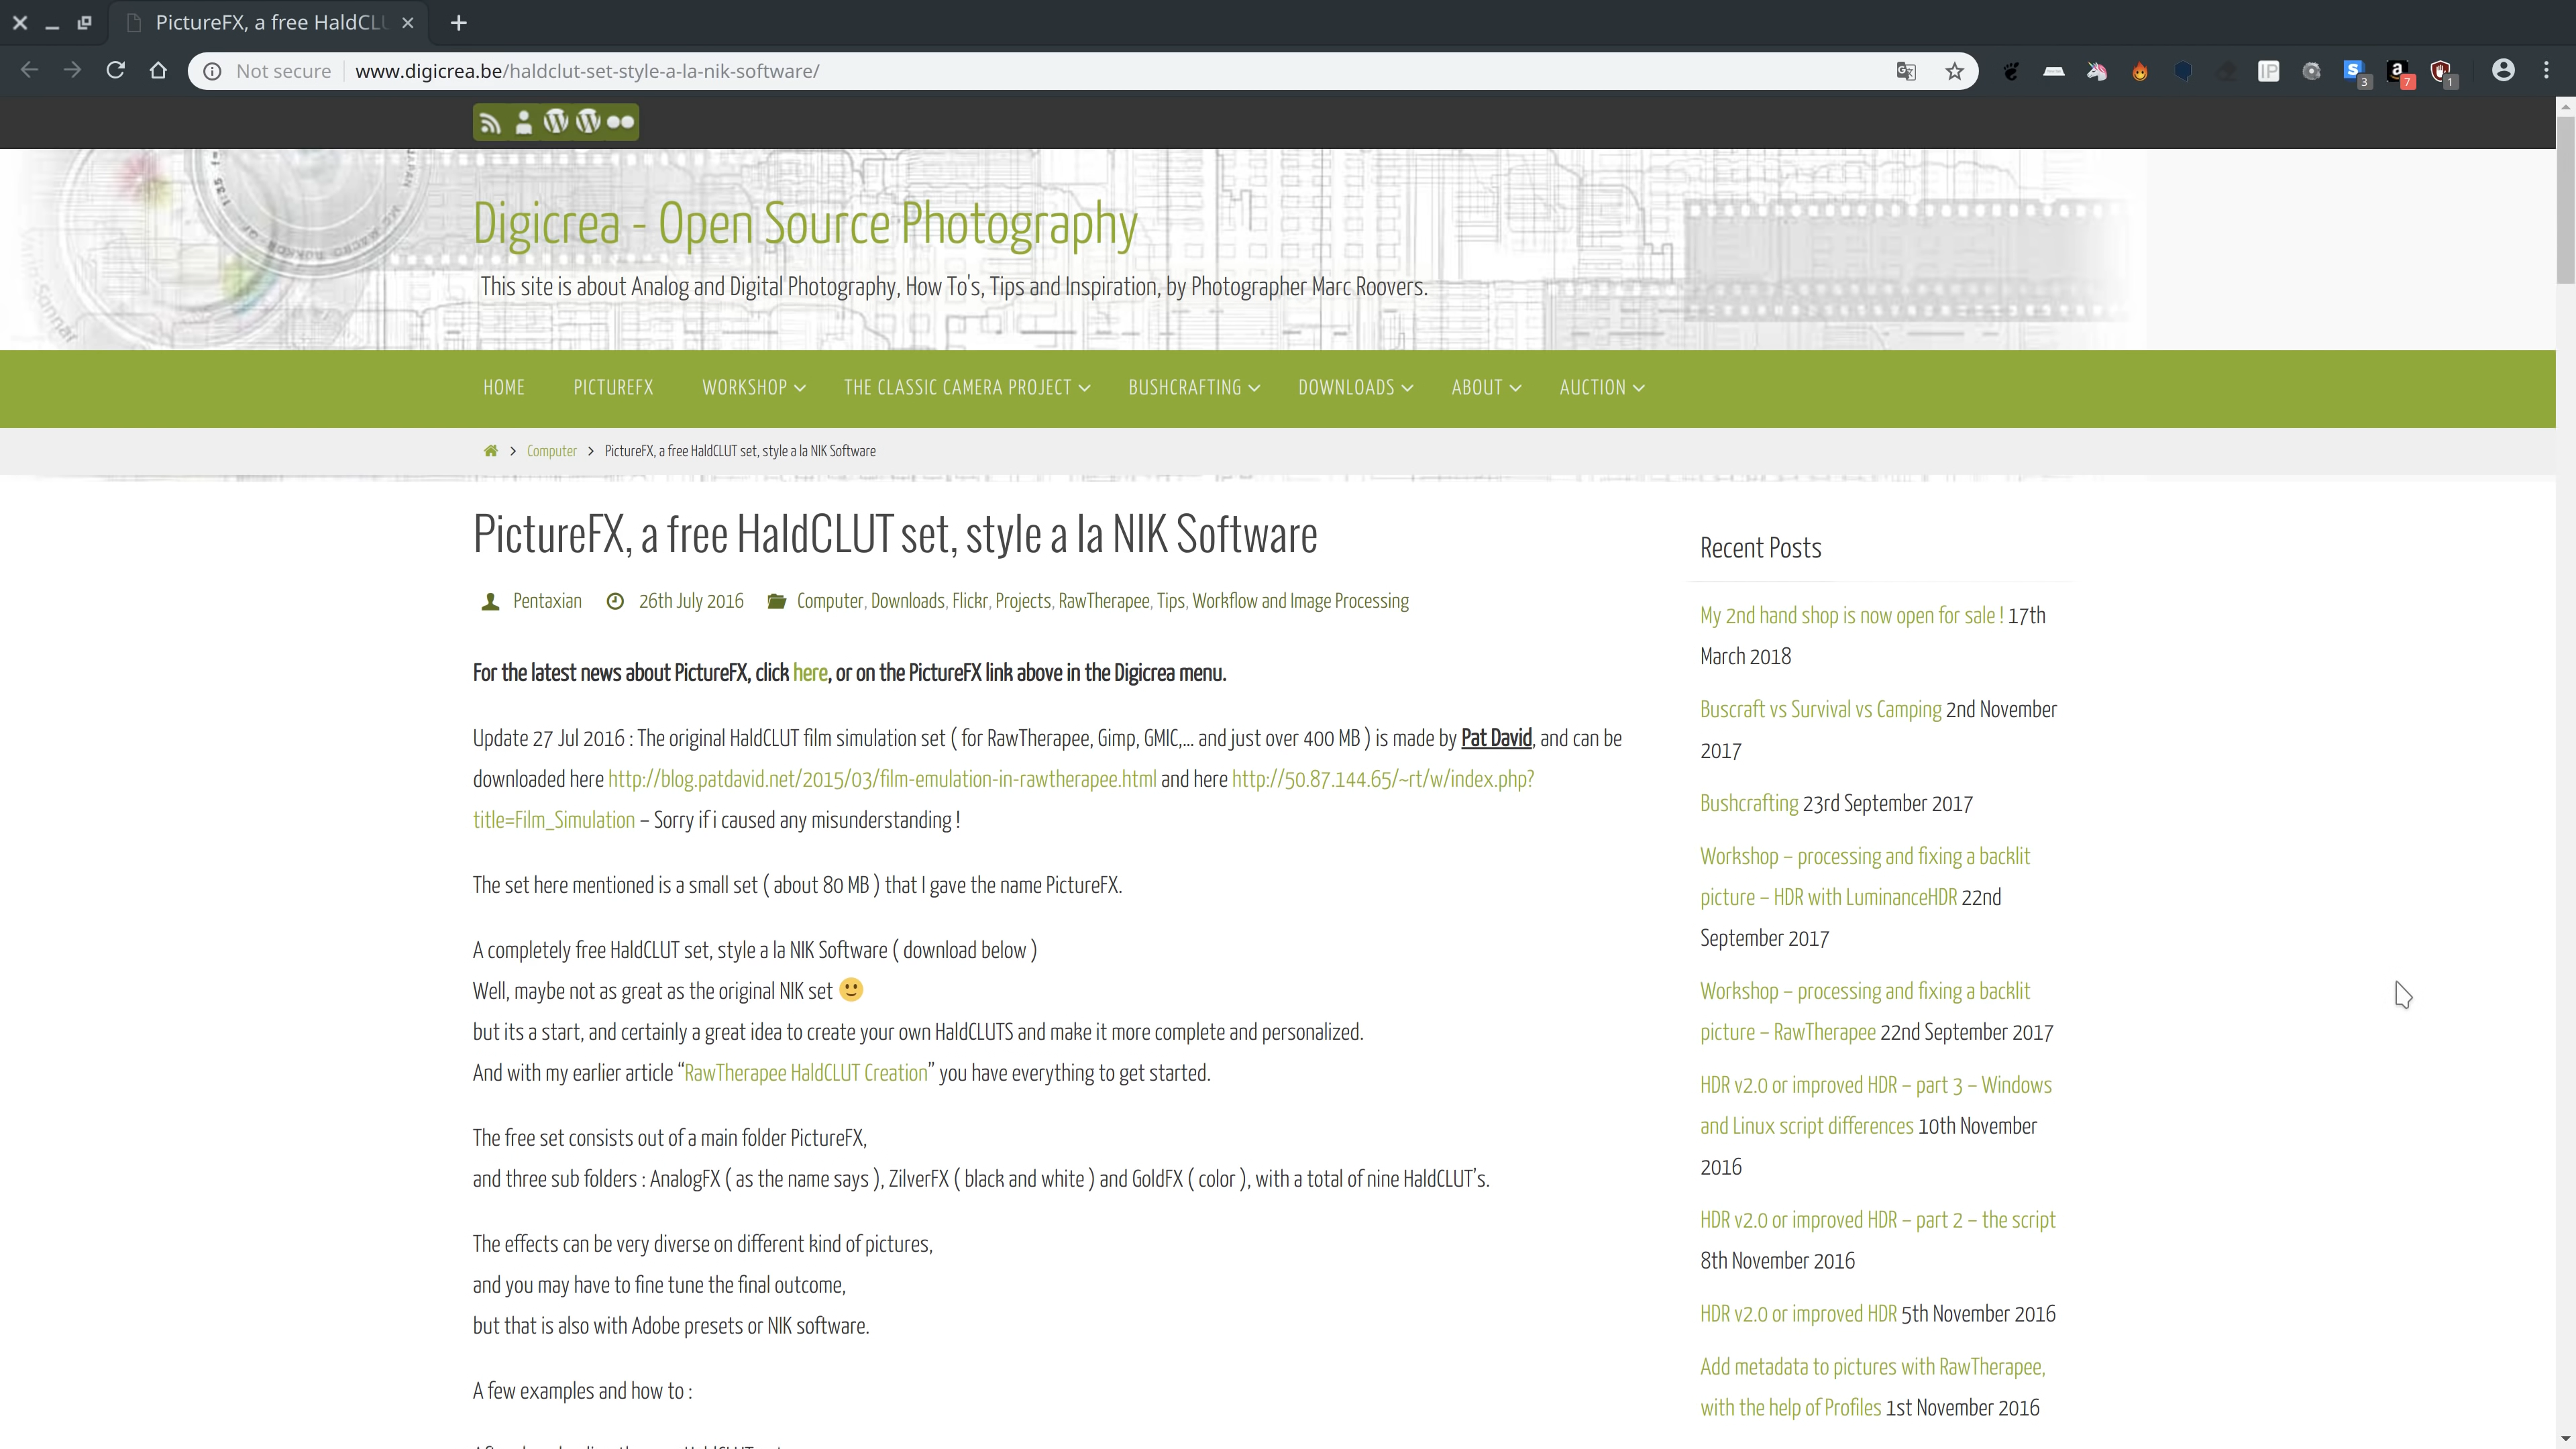 PictureFX, a free HaldCLU
Not secure
www.digicrea.be/haldclut-set-style-a-la-nik-software/
3
7
1
Digicrea - Open Source Photography
This site is about Analog and Digital Photography, How To's, Tips and Inspiration, by Photographer Marc Roovers.
HOME
PICTUREFX
WORKSHOP
THE CLASSIC CAMERA PROJECT
BUSHCRAFTING
DOWNLOADS
ABOUT
AUCTION
Computer
PictureFX, a free HaldCLUT set, style a la NIK Software
PictureFX, a free HaldCLUT set, style a la NIK Software
Pentaxian
26th July 2016
Computer, Downloads, Flickr, Projects, RawTherapee, Tips, Workflow and Image Processing
For the latest news about PictureFX, click here, or on the PictureFX link above in the Digicrea menu.
Update 27 Jul 2016 : The original HaldCLUT film simulation set ( for RawTherapee, Gimp, GMIC,... and just over 400 MB ) is made by Pat David, and can be
downloaded here http://blog.patdavid.net/2015/03/film-emulation-in-rawtherapee.html and here http://50.87.144.65/~rt/w/index.php?
title=Film_Simulation – Sorry if i caused any misunderstanding !
The set here mentioned is a small set ( about 80 MB ) that I gave the name PictureFX.
A completely free HaldCLUT set, style a la NIK Software ( download below )
Well, maybe not as great as the original NIK set
but its a start, and certainly a great idea to create your own HaldCLUTS and make it more complete and personalized.
And with my earlier article “RawTherapee HaldCLUT Creation” you have everything to get started.
The free set consists out of a main folder PictureFX,
and three sub folders : AnalogFX ( as the name says ), ZilverFX ( black and white ) and GoldFX ( color ), with a total of nine HaldCLUT’s.
The effects can be very diverse on different kind of pictures,
and you may have to fine tune the final outcome,
but that is also with Adobe presets or NIK software.
A few examples and how to :
Recent Posts
My 2nd hand shop is now open for sale ! 17th
March 2018
Buscraft vs Survival vs Camping 2nd November
2017
Bushcrafting 23rd September 2017
Workshop – processing and fixing a backlit
picture – HDR with LuminanceHDR 22nd
September 2017
Workshop – processing and fixing a backlit
picture – RawTherapee 22nd September 2017
HDR v2.0 or improved HDR – part 3 – Windows
and Linux script differences 10th November
2016
HDR v2.0 or improved HDR – part 2 – the script
8th November 2016
HDR v2.0 or improved HDR 5th November 2016
Add metadata to pictures with RawTherapee,
with the help of Profiles 1st November 2016